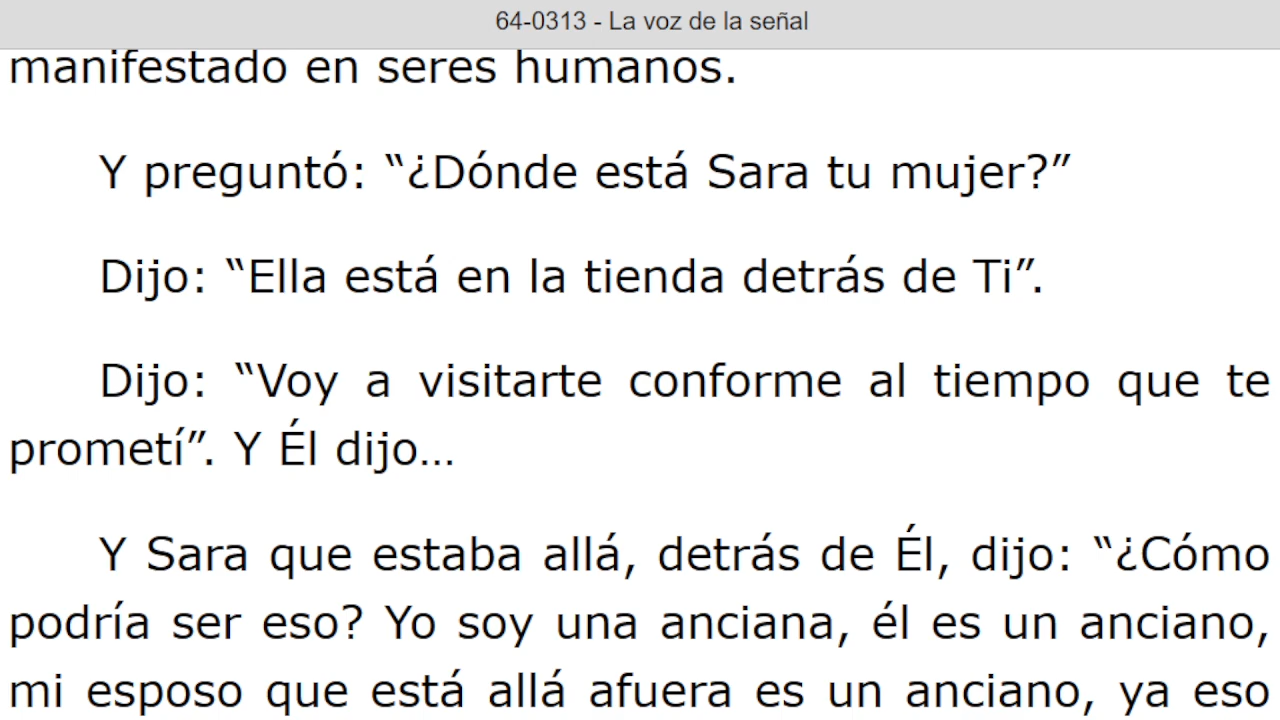 64-0313 - La voz de la señal
manifestado en seres humanos.
Y preguntó: “¿Dónde está Sara tu mujer?”
Dijo: “Ella está en la tienda detrás de Ti”.
Dijo: “Voy a visitarte conforme al tiempo que te
prometí”. Y Él dijo…
Y Sara que estaba allá, detrás de Él, dijo: “¿Cómo
podría ser eso? Yo soy una anciana, él es un anciano,
mi esposo que está allá afuera es un anciano, ya eso